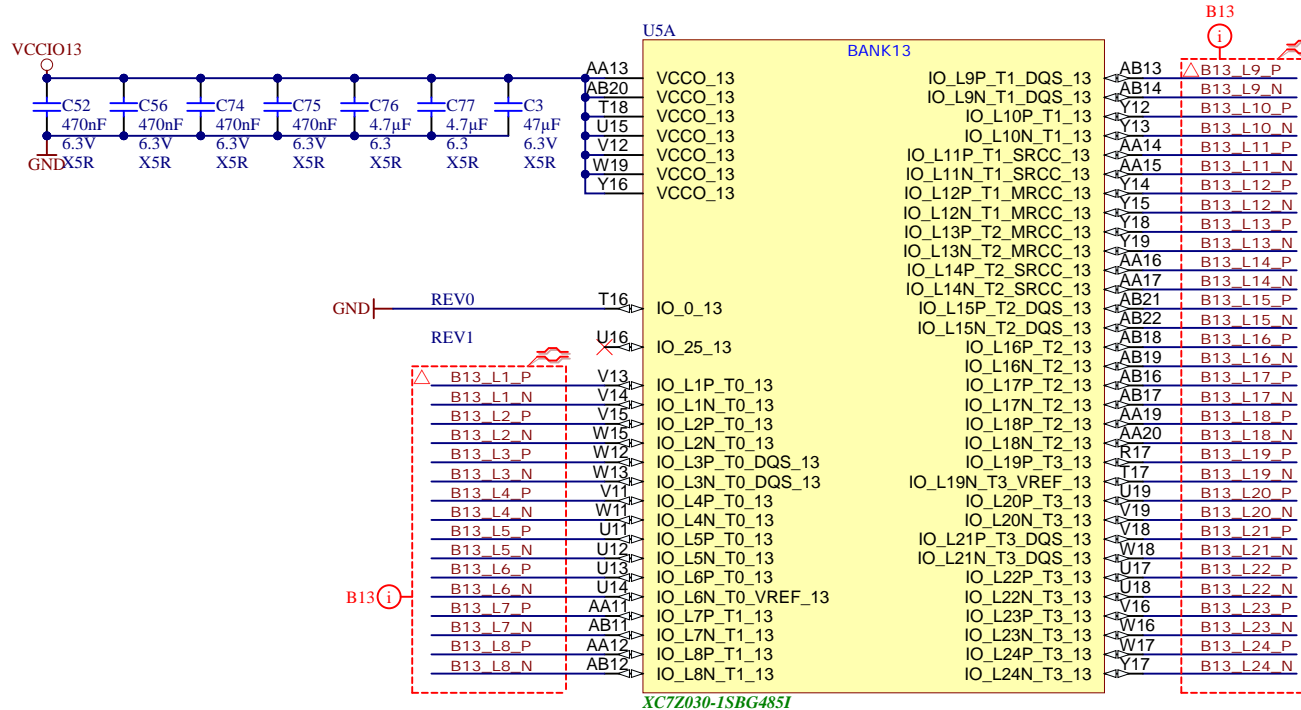 B13
U5A
BANK13
VCCIO13
AA13 VCCO_13
AB20 VCCO_13
T18 VCCO_13
U15 VCCO_13
V12 VCCO_13
W19 VCCO_13
Y16 VCCO_13
C52 470nF 6.3V X5R
C56 470nF 6.3V X5R
C74 470nF 6.3V X5R
C75 470nF 6.3V X5R
C76 4.7µF 6.3 X5R
C77 4.7µF 6.3 X5R
C3 47µF 6.3V X5R
GND
GND REV0 T16 IO_0_13
REV1 U16 IO_25_13
B13_L1_P V13 IO_L1P_T0_13
B13_L1_N V14 IO_L1N_T0_13
B13_L2_P V15 IO_L2P_T0_13
B13_L2_N W15 IO_L2N_T0_13
B13_L3_P W12 IO_L3P_T0_DQS_13
B13_L3_N W13 IO_L3N_T0_DQS_13
B13_L4_P V11 IO_L4P_T0_13
B13_L4_N W11 IO_L4N_T0_13
B13_L5_P U11 IO_L5P_T0_13
B13_L5_N U12 IO_L5N_T0_13
B13_L6_P U13 IO_L6P_T0_13
B13 B13_L6_N U14 IO_L6N_T0_VREF_13
B13_L7_P AA11 IO_L7P_T1_13
B13_L7_N AB11 IO_L7N_T1_13
B13_L8_P AA12 IO_L8P_T1_13
B13_L8_N AB12 IO_L8N_T1_13
IO_L9P_T1_DQS_13 AB13 B13_L9_P
IO_L9N_T1_DQS_13 AB14 B13_L9_N
IO_L10P_T1_13 Y12 B13_L10_P
IO_L10N_T1_13 Y13 B13_L10_N
IO_L11P_T1_SRCC_13 AA14 B13_L11_P
IO_L11N_T1_SRCC_13 AA15 B13_L11_N
IO_L12P_T1_MRCC_13 Y14 B13_L12_P
IO_L12N_T1_MRCC_13 Y15 B13_L12_N
IO_L13P_T2_MRCC_13 Y18 B13_L13_P
IO_L13N_T2_MRCC_13 Y19 B13_L13_N
IO_L14P_T2_SRCC_13 AA16 B13_L14_P
IO_L14N_T2_SRCC_13 AA17 B13_L14_N
IO_L15P_T2_DQS_13 AB21 B13_L15_P
IO_L15N_T2_DQS_13 AB22 B13_L15_N
IO_L16P_T2_13 AB18 B13_L16_P
IO_L16N_T2_13 AB19 B13_L16_N
IO_L17P_T2_13 AB16 B13_L17_P
IO_L17N_T2_13 AB17 B13_L17_N
IO_L18P_T2_13 AA19 B13_L18_P
IO_L18N_T2_13 AA20 B13_L18_N
IO_L19P_T3_13 R17 B13_L19_P
IO_L19N_T3_VREF_13 T17 B13_L19_N
IO_L20P_T3_13 U19 B13_L20_P
IO_L20N_T3_13 V19 B13_L20_N
IO_L21P_T3_DQS_13 V18 B13_L21_P
IO_L21N_T3_DQS_13 W18 B13_L21_N
IO_L22P_T3_13 U17 B13_L22_P
IO_L22N_T3_13 U18 B13_L22_N
IO_L23P_T3_13 V16 B13_L23_P
IO_L23N_T3_13 W16 B13_L23_N
IO_L24P_T3_13 W17 B13_L24_P
IO_L24N_T3_13 Y17 B13_L24_N
XC7Z030-1SBG485I